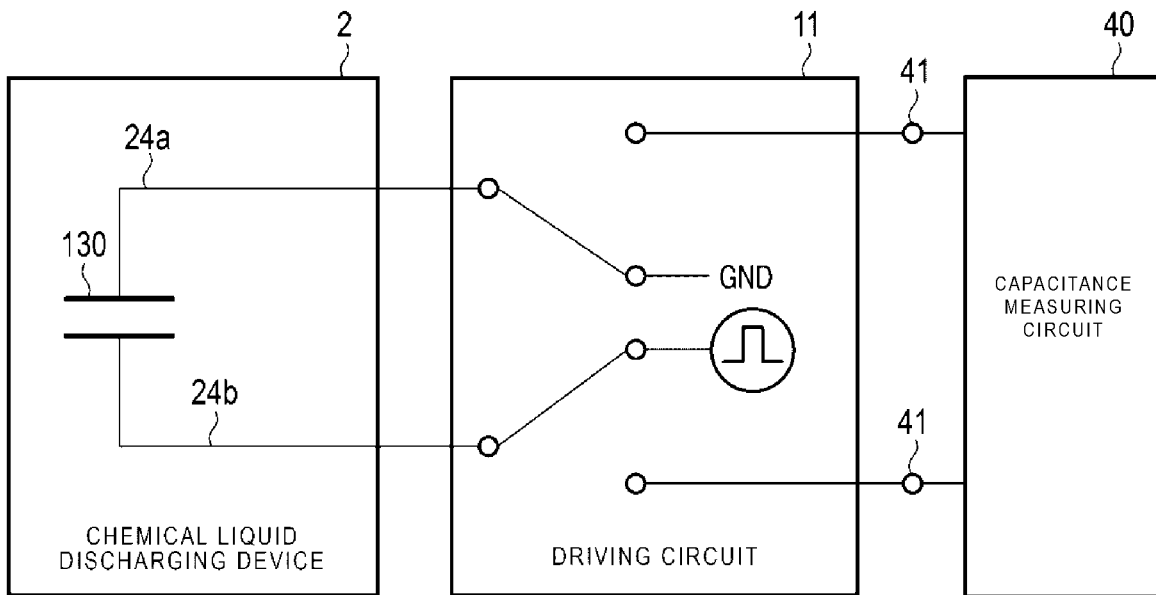 2
11
40
41
24a
130
GND
CAPACITANCE
MEASURING
CIRCUIT
24b
41
CHEMICAL LIQUID
DISCHARGING DEVICE
DRIVING CIRCUIT